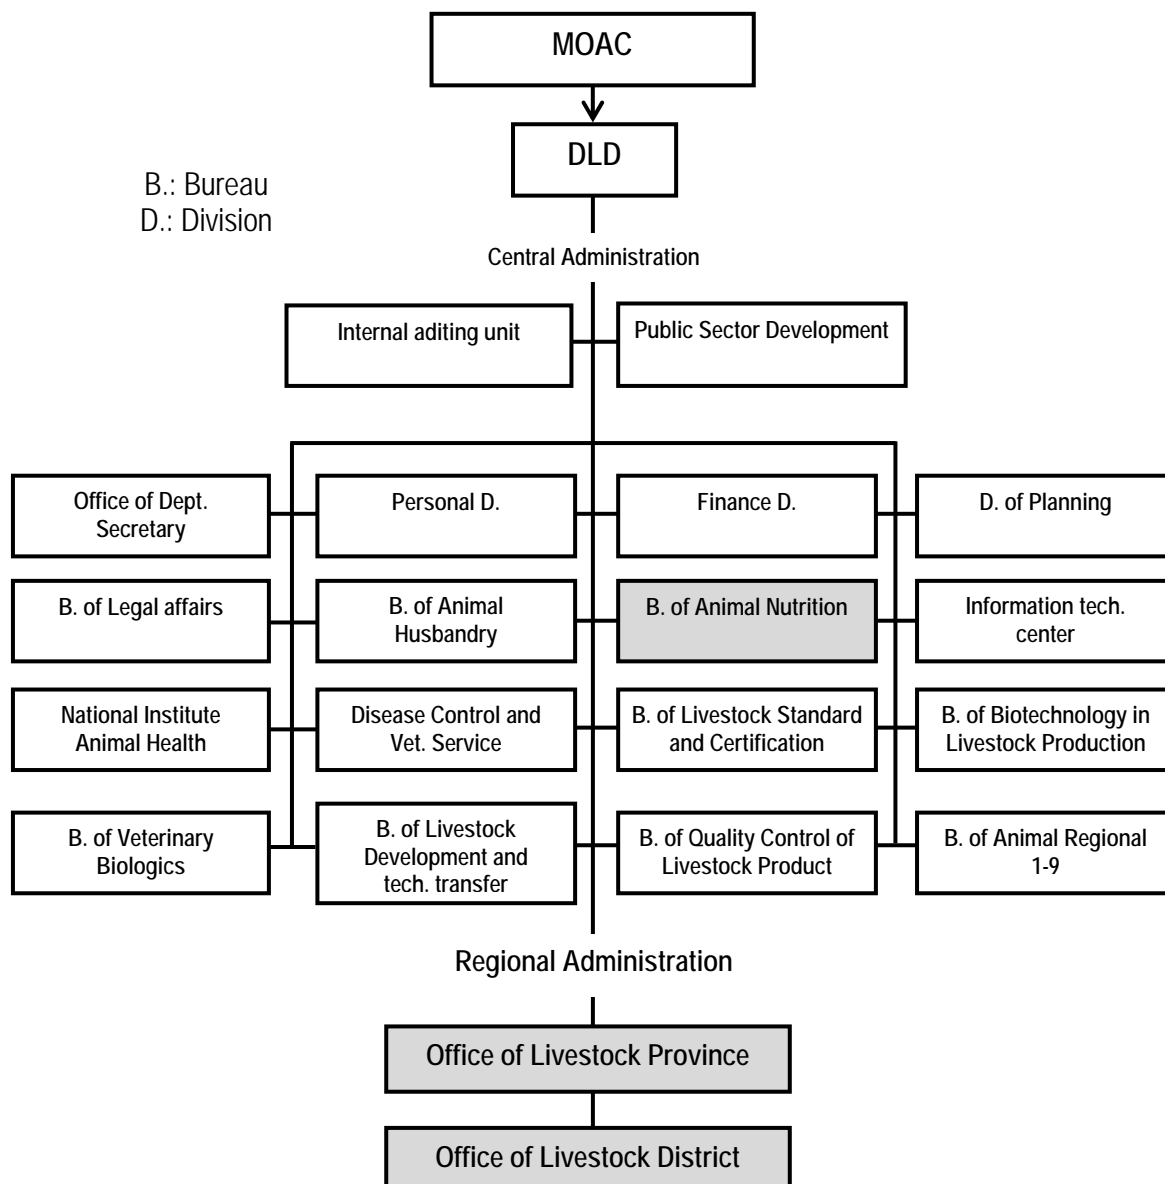 MOAC
DLD
B.: Bureau
D.: Division
Central Administration
Internal aditing unit
Public Sector Development
Office of Dept.
Secretary
Personal D.
Finance D.
D. of Planning
B. of Legal affairs
B. of Animal
Husbandry
B. of Animal Nutrition
Information tech.
center
National Institute
Animal Health
Disease Control and
Vet. Service
B. of Livestock Standard
and Certification
B. of Biotechnology in
Livestock Production
B. of Veterinary
Biologics
B. of Livestock
Development and
tech. transfer
B. of Quality Control of
Livestock Product
B. of Animal Regional
1-9
Regional Administration
Office of Livestock Province
Office of Livestock District